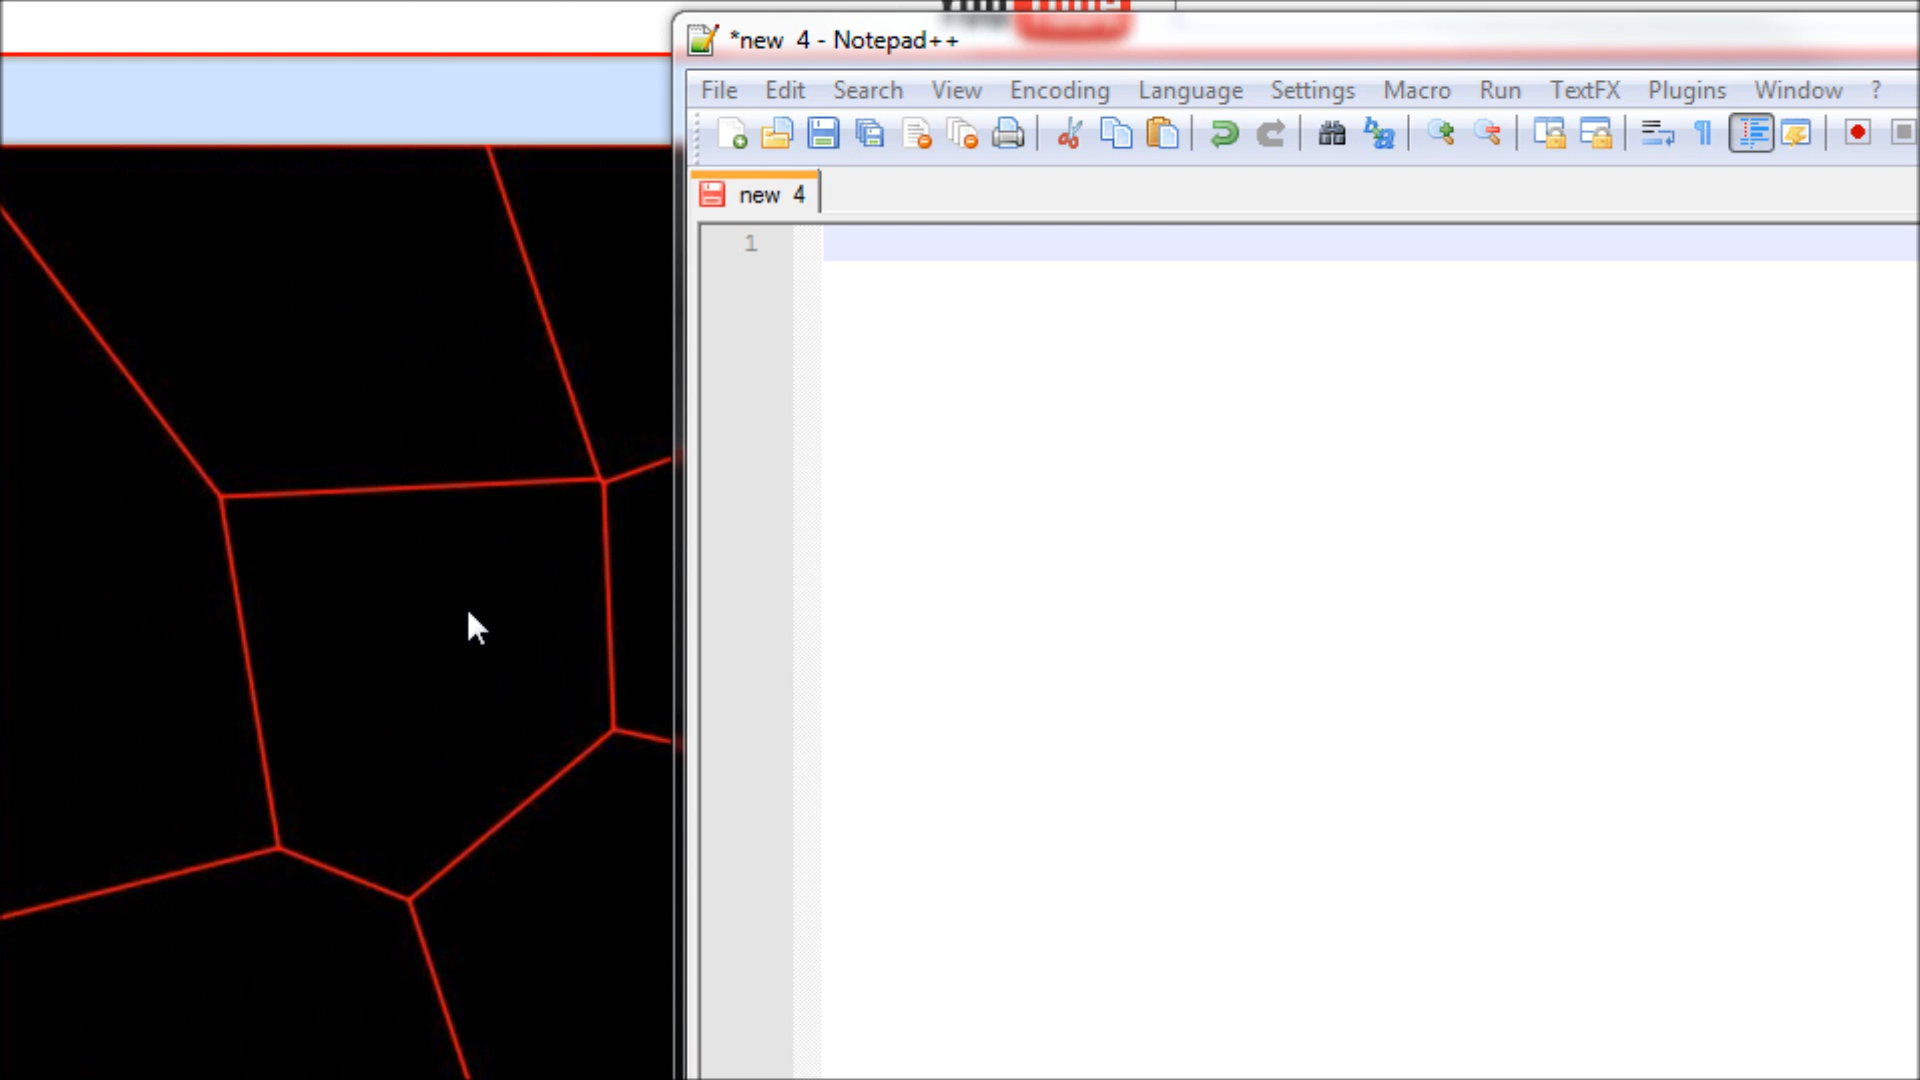 *new 4 - Notepad++
File Edit Search View Encoding Language Settings Macro Run TextFX Plugins Window ?
new 4
1